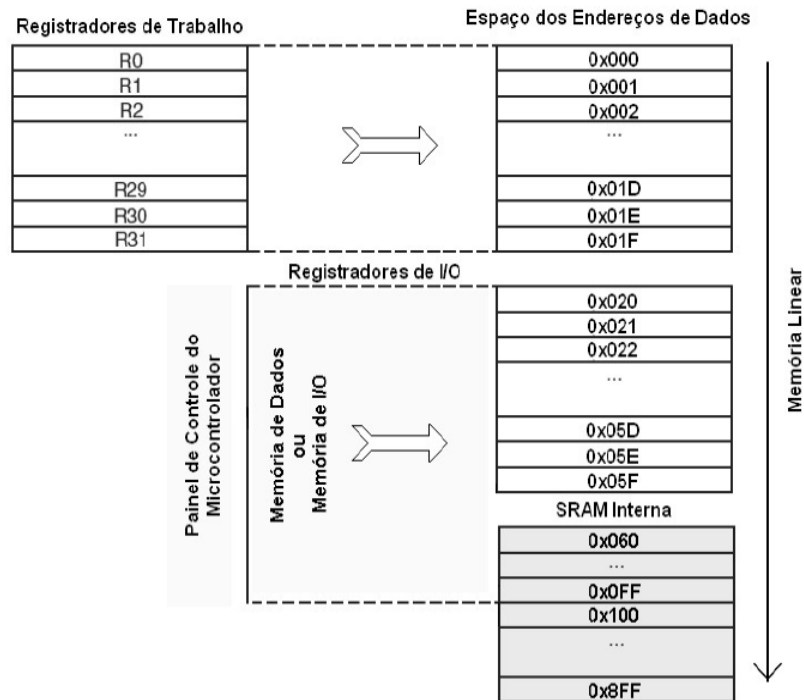 Registradores de Trabalho
Espaço dos Endereços de Dados
R0
R1
R2
...
R29
R30
R31
0x000
0x001
0x002
...
0x01D
0x01E
0x01F
Registradores de I/O
Painel de Controle do
Microcontrolador
Memória de Dados
ou
Memória de I/O
0x020
0x021
0x022
...
0x05D
0x05E
0x05F
SRAM Interna
0x060
...
0x0FF
0x100
...
0x8FF
Memória Linear